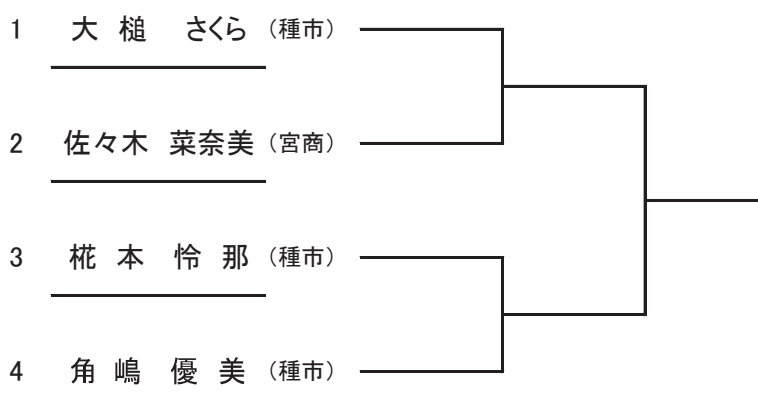 1 大槌 さくら (種市)
2 佐々木 菜奈美 (宮商)
3 椛本 怜那 (種市)
4 角嶋 優美 (種市)